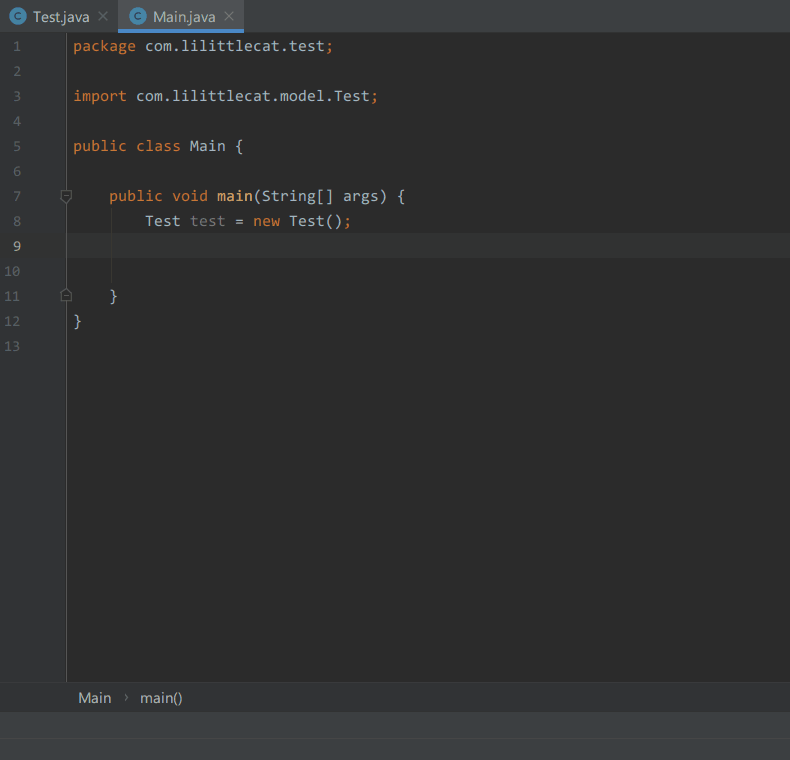 Test.java Main.java
1 package com.lilittlecat.test;
2
3 import com.lilittlecat.model.Test;
4
5 public class Main {
6
7 public void main(String[] args) {
8 Test test = new Test();
9
10
11 }
12 }
13
Main › main()